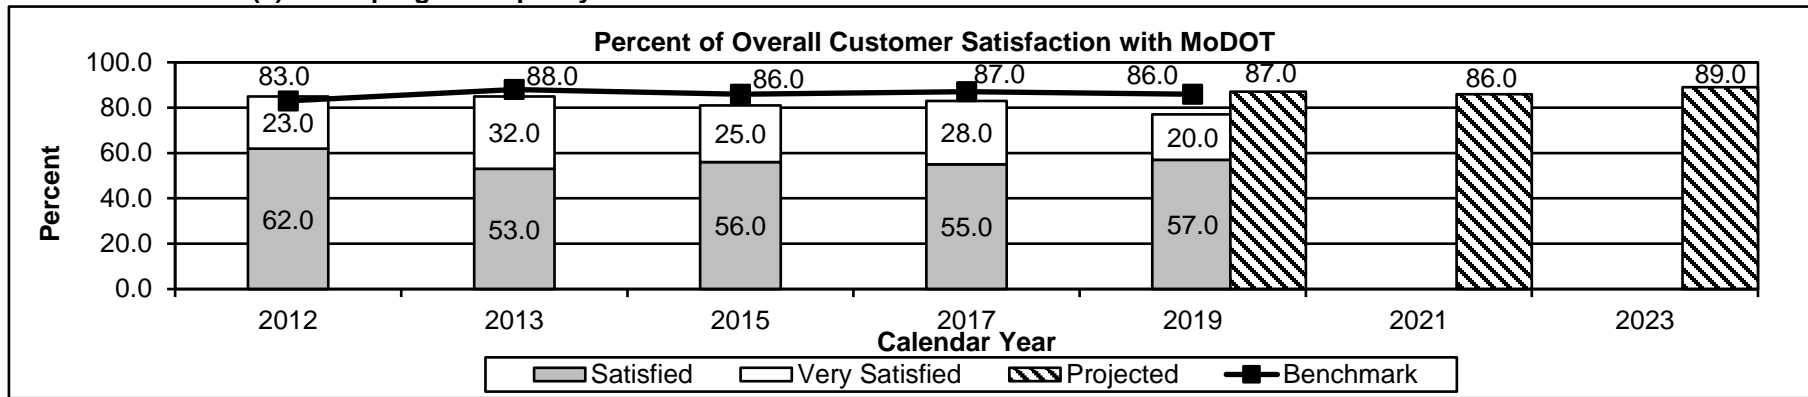 Percent of Overall Customer Satisfaction with MoDOT
100.0
80.0
60.0
40.0
20.0
0.0
Percent
83.0 88.0 86.0 87.0 86.0 87.0 86.0 89.0
23.0 32.0 25.0 28.0 20.0
62.0 53.0 56.0 55.0 57.0
2012 2013 2015 2017 2019 2021 2023
Calendar Year
Satisfied Very Satisfied Projected Benchmark